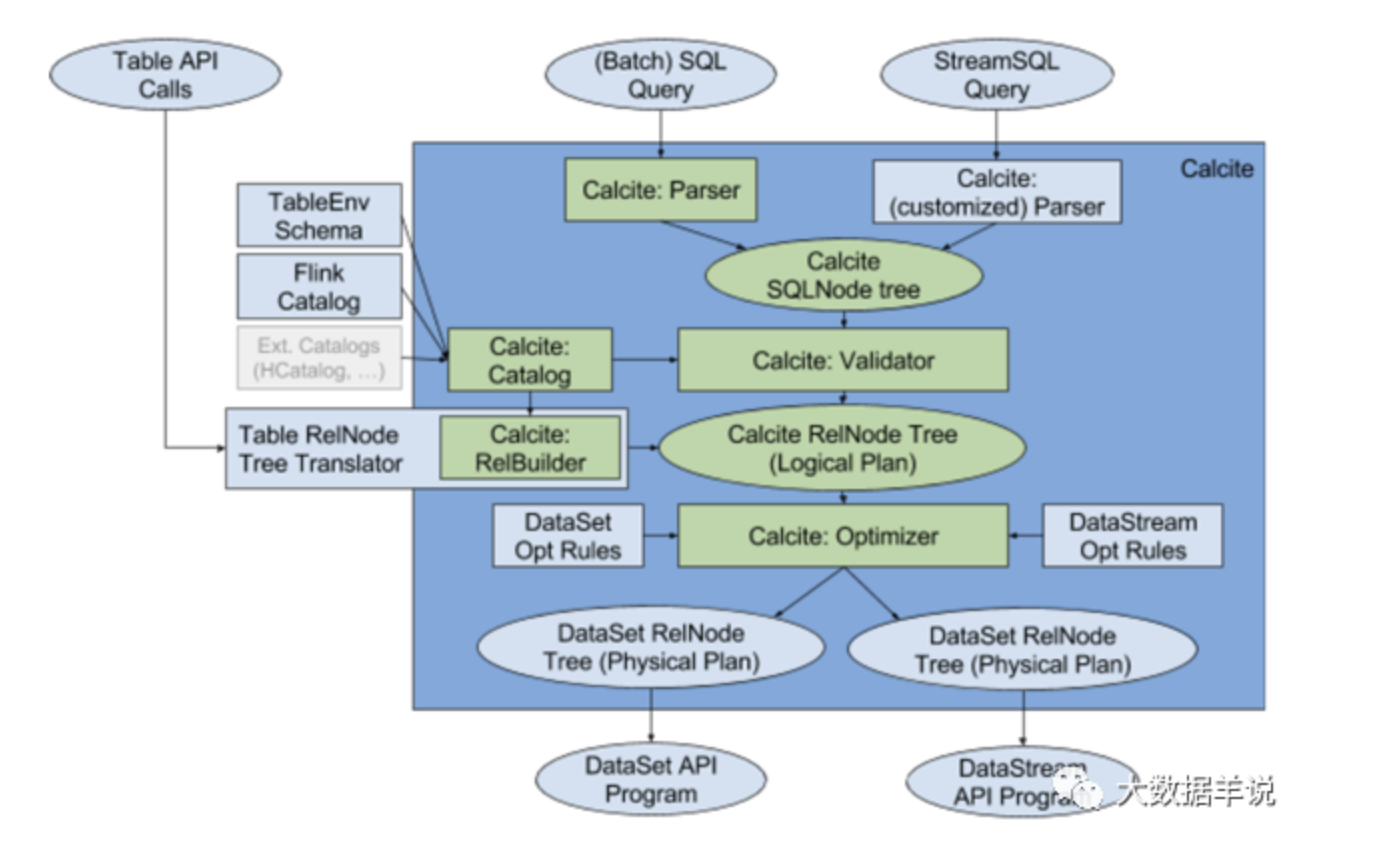 Table API
Calls
(Batch) SQL
Query
StreamSQL
Query
Calcite
Calcite: Parser
Calcite:
(customized) Parser
TableEnv
Schema
Calcite
SQLNode tree
Flink
Catalog
Ext. Catalogs
(HCatalog, ...)
Calcite:
Catalog
Calcite: Validator
Table RelNode
Tree Translator
Calcite:
RelBuilder
Calcite RelNode Tree
(Logical Plan)
DataSet
Opt Rules
Calcite: Optimizer
DataStream
Opt Rules
DataSet RelNode
Tree (Physical Plan)
DataSet RelNode
Tree (Physical Plan)
DataSet API
Program
DataStream
API Program
大数据羊说